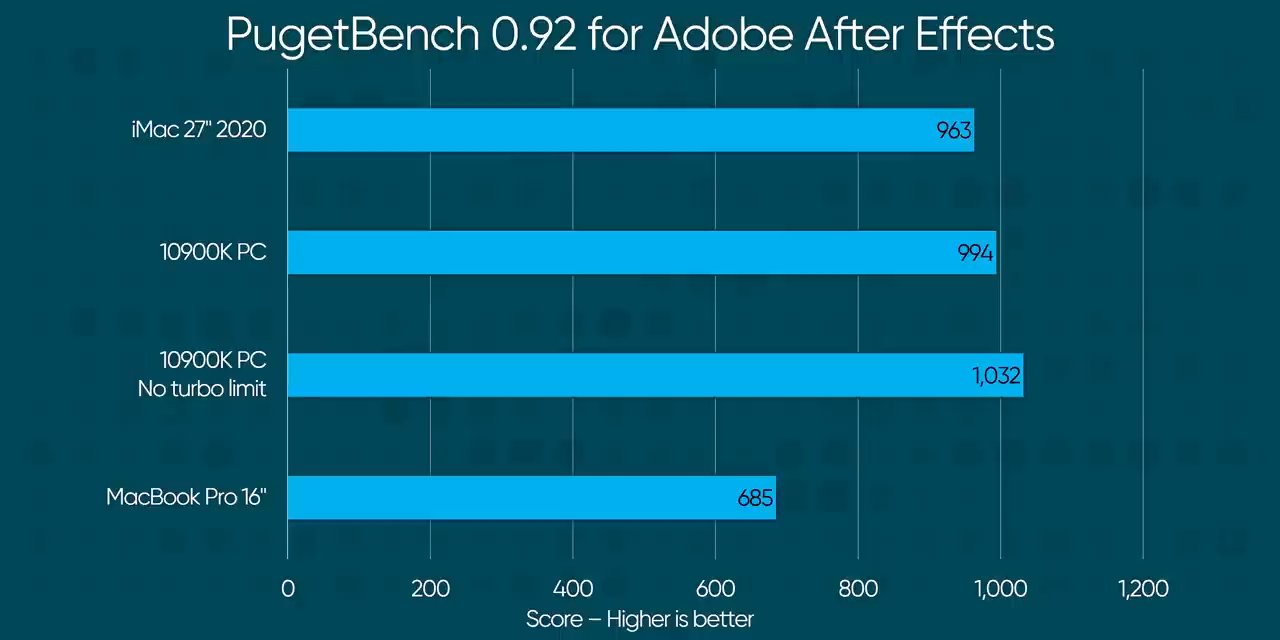 PugetBench 0.92 for Adobe After Effects
iMac 27" 2020
963
10900K PC
994
10900K PC
No turbo limit
1,032
MacBook Pro 16"
685
0 200 400 600 800 1,000 1,200
Score – Higher is better